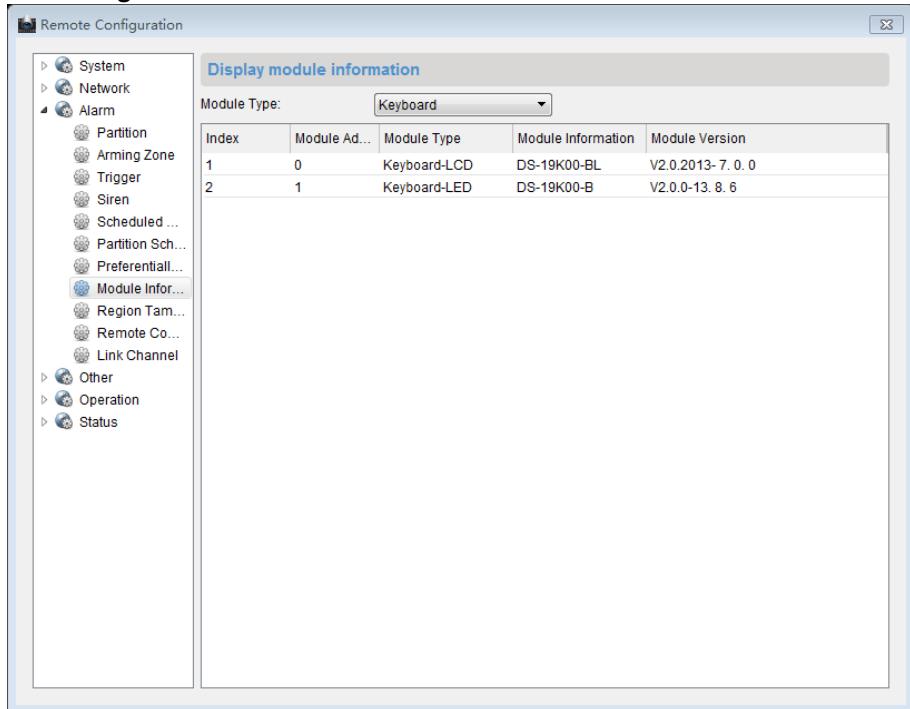 Remote Configuration
System
Network
Alarm
Partition
Arming Zone
Trigger
Siren
Scheduled ...
Partition Sch...
Preferentiall...
Module Infor...
Region Tam...
Remote Co...
Link Channel
Other
Operation
Status
Display module information
Module Type: Keyboard
Index Module Ad... Module Type Module Information Module Version
1 0 Keyboard-LCD DS-19K00-BL V2.0.2013- 7. 0. 0
2 1 Keyboard-LED DS-19K00-B V2.0.0-13. 8. 6